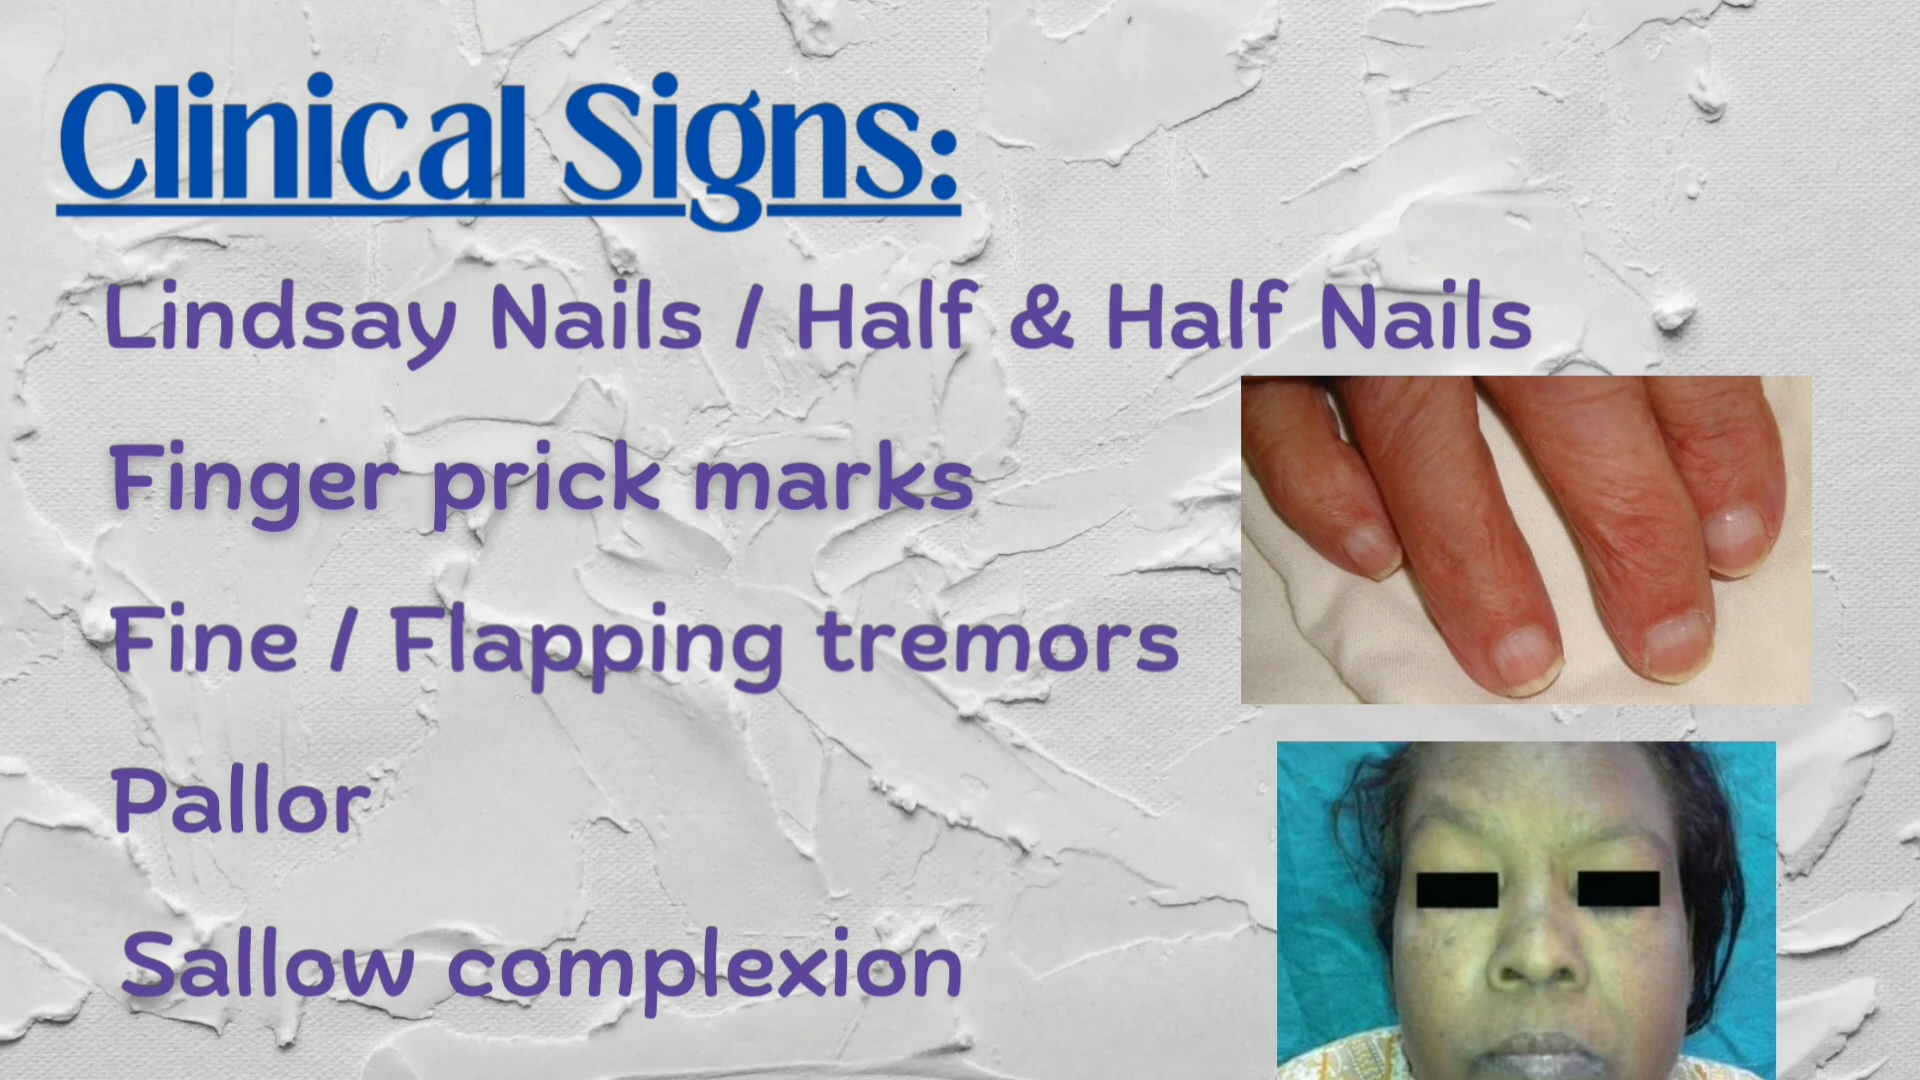 Clinical Signs:
Lindsay Nails / Half & Half Nails
Finger prick marks
Fine / Flapping tremors
Pallor
Sallow complexion